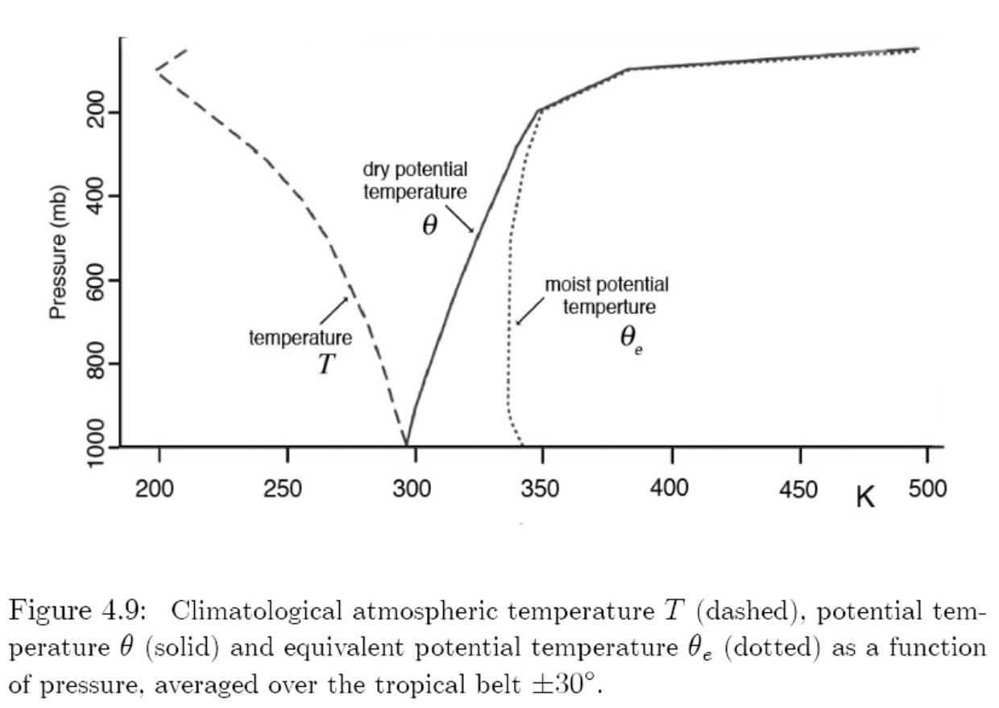 200
400
600
800
1000
Pressure (mb)
dry potential
temperature
θ
moist potential
temperture
θe
temperature
T
200
250
300
350
400
450
K
500
Figure 4.9: Climatological atmospheric temperature T (dashed), potential tem-
perature θ (solid) and equivalent potential temperature θe (dotted) as a function
of pressure, averaged over the tropical belt ±30°.